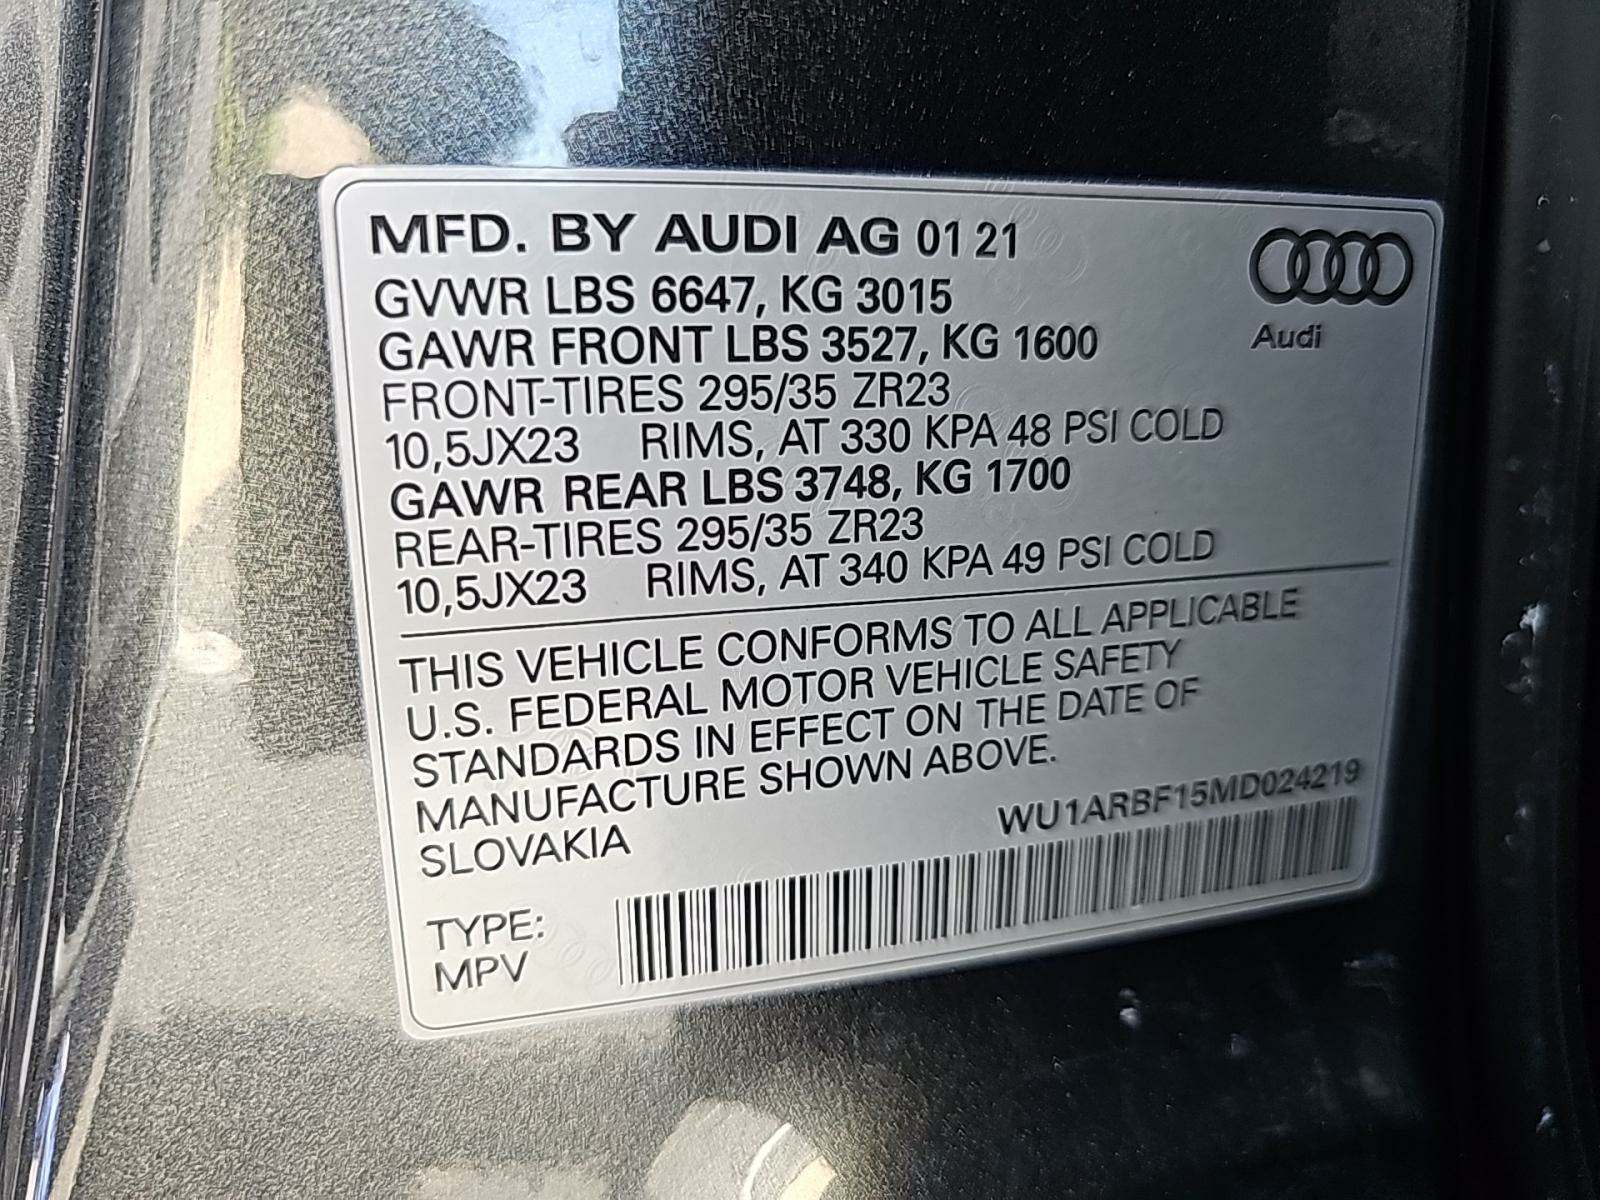 MFD. BY AUDI AG 01 21
GVWR LBS 6647, KG 3015
GAWR FRONT LBS 3527, KG 1600
FRONT-TIRES 295/35 ZR23
10,5JX23 RIMS, AT 330 KPA 48 PSI COLD
GAWR REAR LBS 3748, KG 1700
REAR-TIRES 295/35 ZR23
10,5JX23 RIMS, AT 340 KPA 49 PSI COLD
Audi
THIS VEHICLE CONFORMS TO ALL APPLICABLE
U.S. FEDERAL MOTOR VEHICLE SAFETY
STANDARDS IN EFFECT ON THE DATE OF
MANUFACTURE SHOWN ABOVE.
SLOVAKIA
WU1ARBF15MD024219
TYPE:
MPV